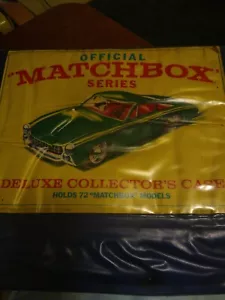 OFFICIAL
"MATCHBOX"
SERIES
DELUXE COLLECTOR'S CASE
HOLDS 72 "MATCHBOX" MODELS